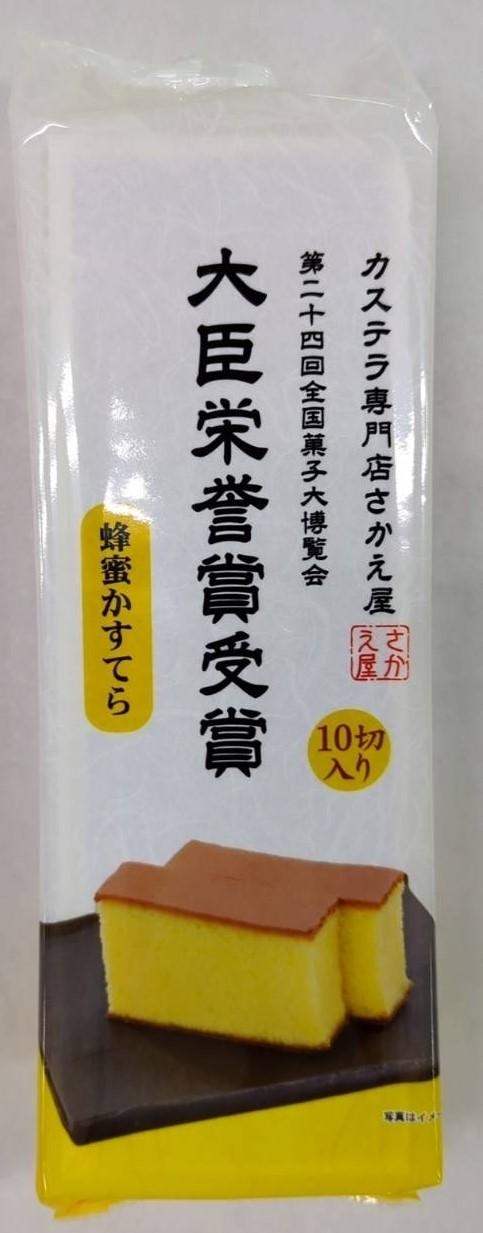 カステラ専門店さかえ屋
さか
え屋
第二十四回全国菓子大博覧会
大臣栄誉賞受賞
蜂蜜かすてら
10切
入り
写真はイメ